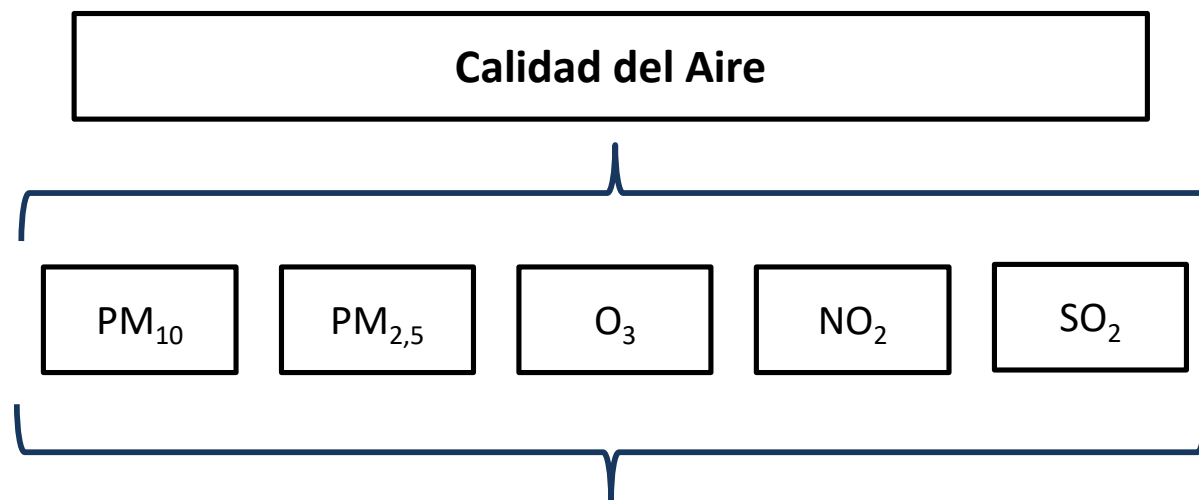 Calidad del Aire
PM₁₀ PM₂,₅ O₃ NO₂ SO₂